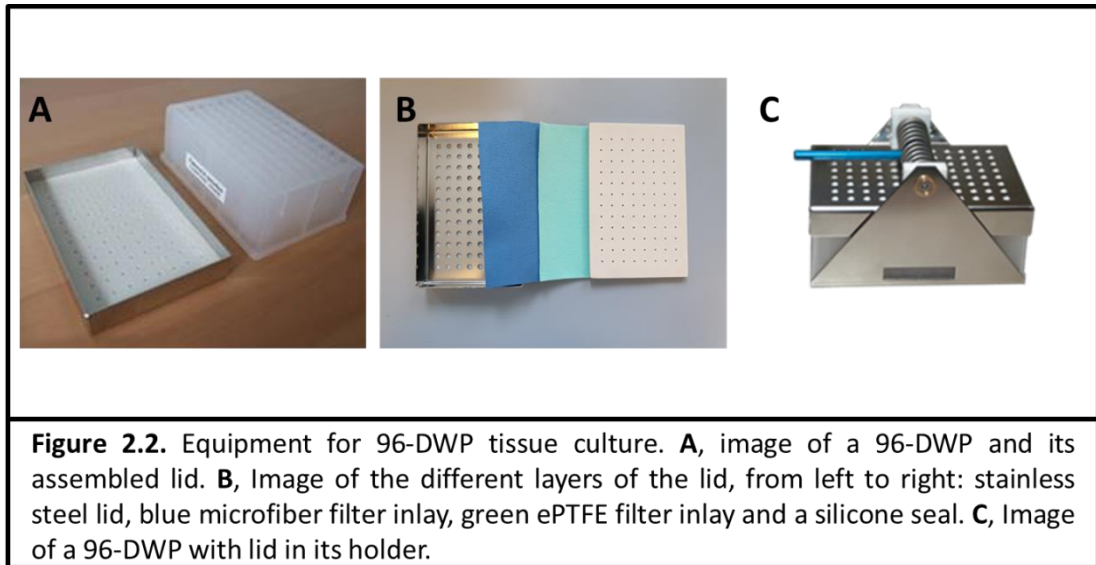 A
B
C
Figure 2.2. Equipment for 96-DWP tissue culture. A, image of a 96-DWP and its
assembled lid. B, Image of the different layers of the lid, from left to right: stainless
steel lid, blue microfiber filter inlay, green ePTFE filter inlay and a silicone seal. C, Image
of a 96-DWP with lid in its holder.